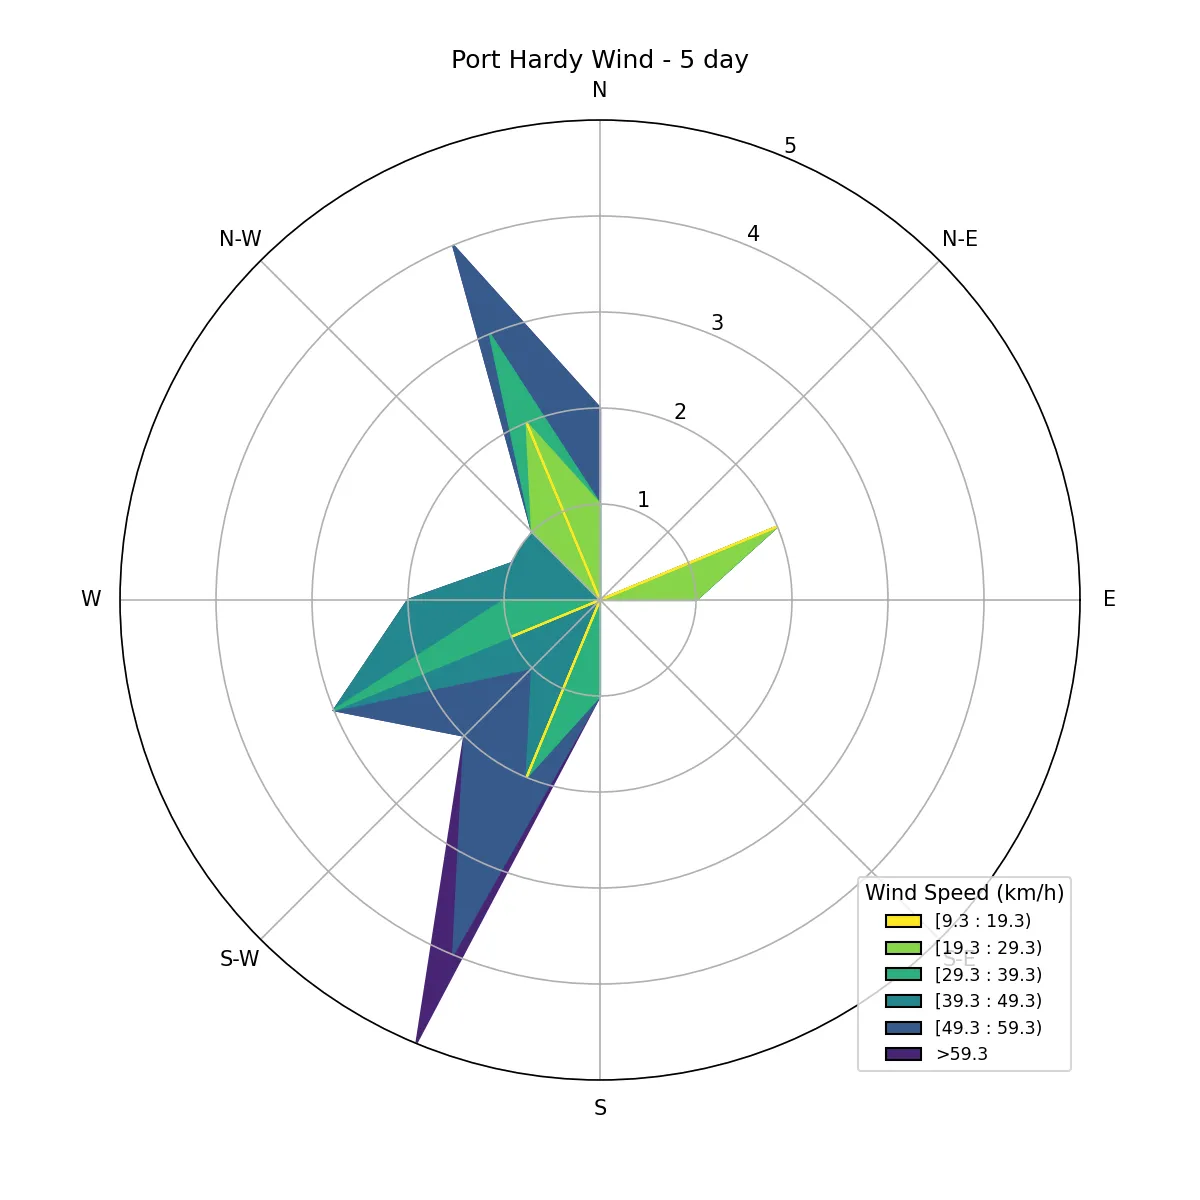 Port Hardy Wind - 5 day
N
5
N-W
N-E
4
3
2
1
W
E
S-W
S-E
S
Wind Speed (km/h)
[9.3 : 19.3)
[19.3 : 29.3)
[29.3 : 39.3)
[39.3 : 49.3)
[49.3 : 59.3)
>59.3